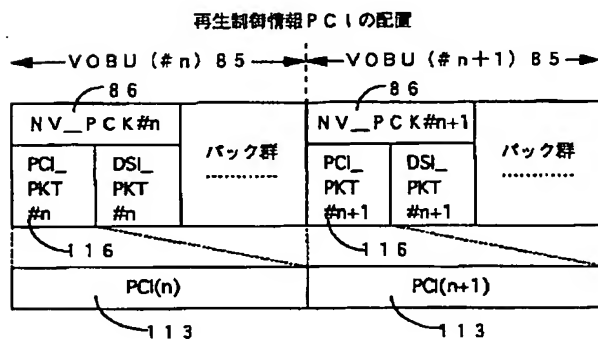 再生制御情報PCIの配置
VOBU(#n)85 VOBU(#n+1)85
86 86
NV_PCK#n パック群 NV_PCK#n+1 パック群
PCI_ DSI_ PCI_ DSI_
PKT PKT PKT PKT
#n #n #n+1 #n+1
116 116
PCI(n) PCI(n+1)
113 113